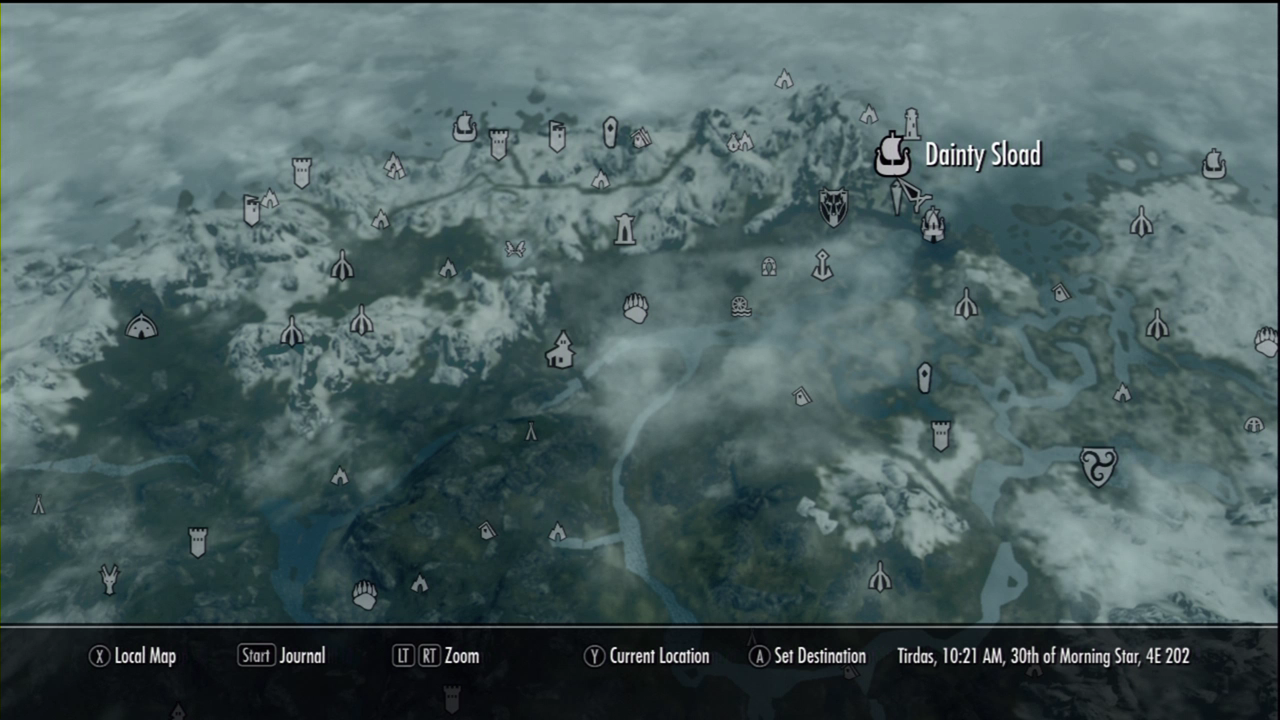 Dainty Sload
X Local Map
Start Journal
LT RT Zoom
Y Current Location
A Set Destination
Tirdas, 10:21 AM, 30th of Morning Star, 4E 202